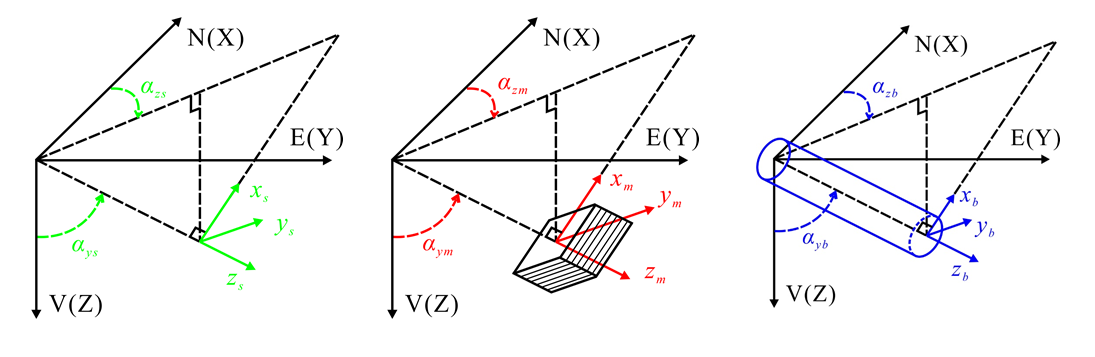 N(X)
α_zs
E(Y)
x_s
y_s
α_ys
z_s
V(Z)
N(X)
α_zm
E(Y)
x_m
y_m
α_ym
z_m
V(Z)
N(X)
α_zb
E(Y)
x_b
y_b
α_yb
z_b
V(Z)